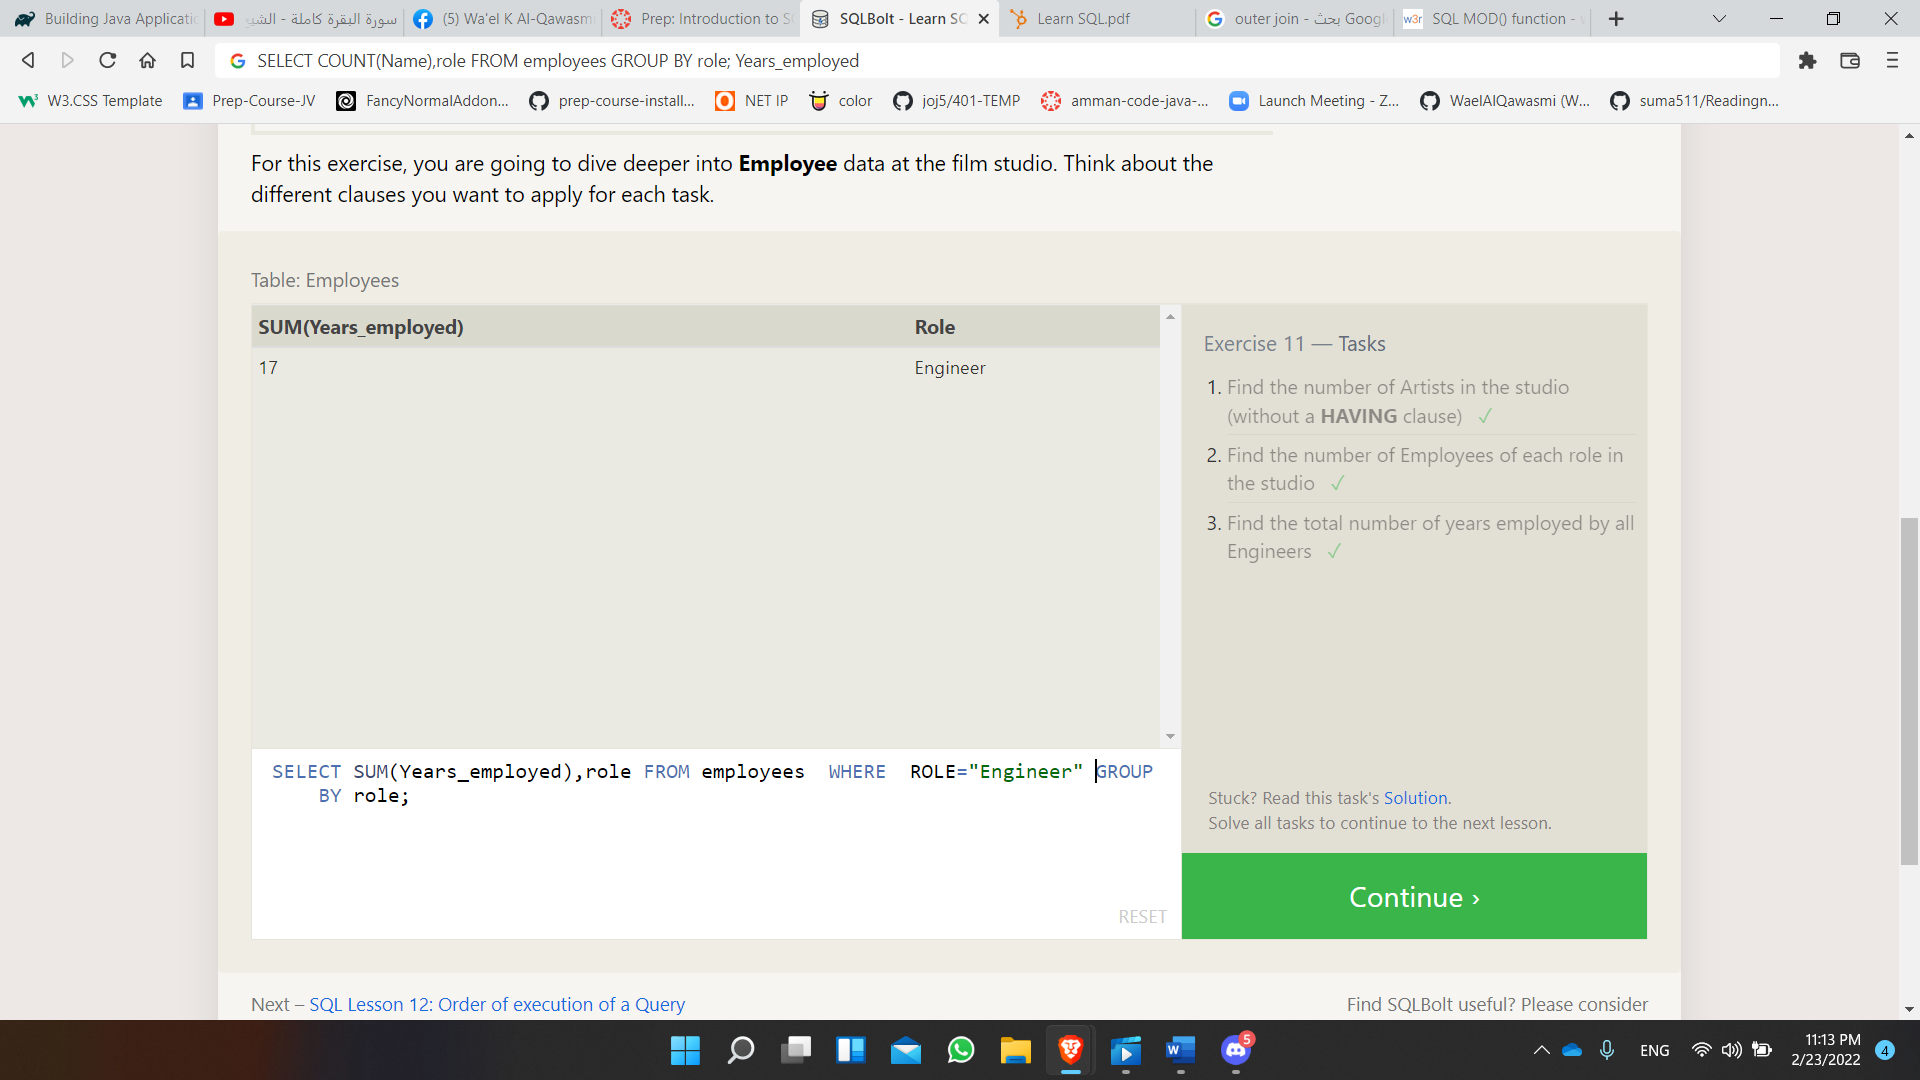 Building Java Applicatio
سورة البقرة كاملة - الشي
(5) Wa'el K Al-Qawasm
Prep: Introduction to S
SQLBolt - Learn SQ
Learn SQL.pdf
outer join - بحث Googl
w3r SQL MOD() function -
SELECT COUNT(Name),role FROM employees GROUP BY role; Years_employed
W3.CSS Template
Prep-Course-JV
FancyNormalAddon...
prep-course-install...
NET IP
color
joj5/401-TEMP
amman-code-java-...
Launch Meeting - Z...
WaelAlQawasmi (W...
suma511/Readingn...
For this exercise, you are going to dive deeper into Employee data at the film studio. Think about the
different clauses you want to apply for each task.
Table: Employees
SUM(Years_employed) Role
17 Engineer
Exercise 11 — Tasks
1. Find the number of Artists in the studio
(without a HAVING clause) ✓
2. Find the number of Employees of each role in
the studio ✓
3. Find the total number of years employed by all
Engineers ✓
SELECT SUM(Years_employed),role FROM employees WHERE ROLE="Engineer" GROUP
BY role;
RESET
Stuck? Read this task's Solution.
Solve all tasks to continue to the next lesson.
Continue ›
Next – SQL Lesson 12: Order of execution of a Query
Find SQLBolt useful? Please consider
5
ENG
11:13 PM
2/23/2022
4